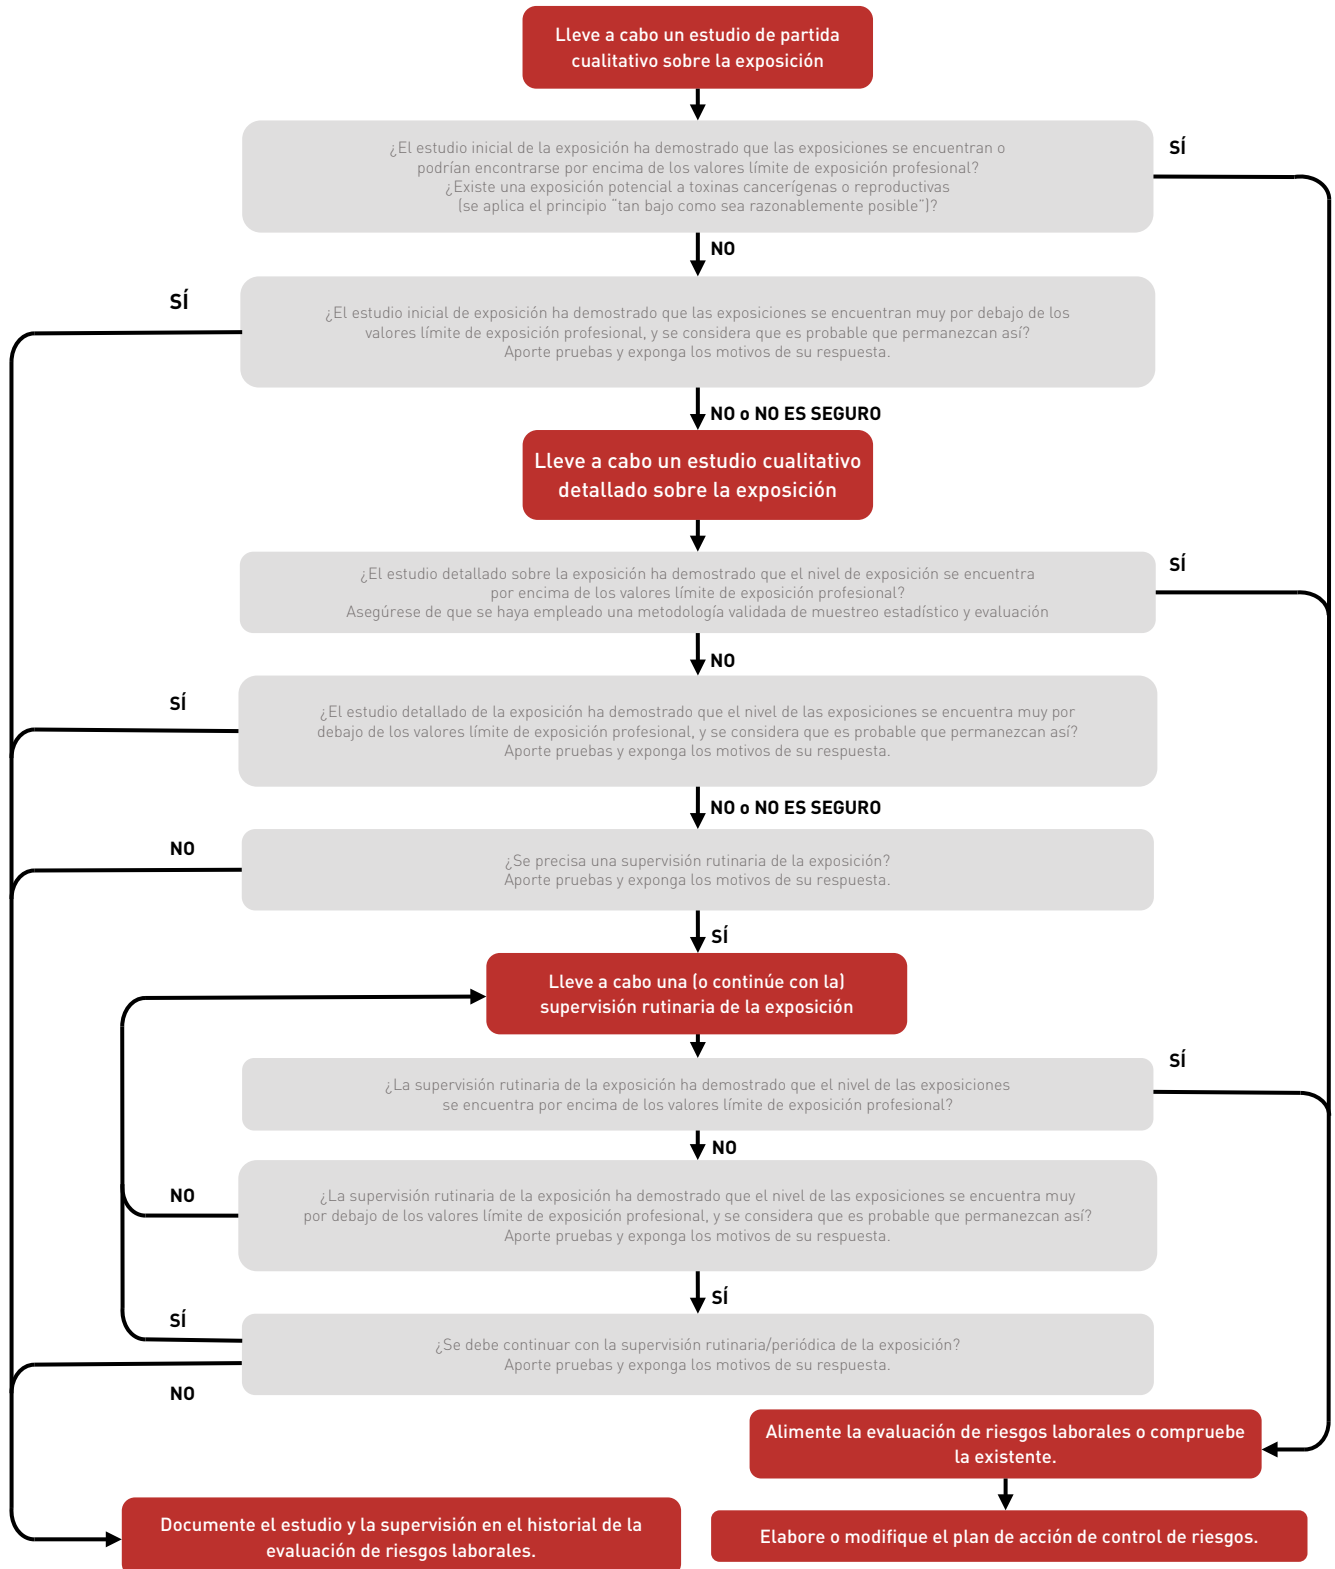 Lleve a cabo un estudio de partida
cualitativo sobre la exposición
¿El estudio inicial de la exposición ha demostrado que las exposiciones se encuentran o
podrían encontrarse por encima de los valores límite de exposición profesional?
¿Existe una exposición potencial a toxinas cancerígenas o reproductivas
(se aplica el principio “tan bajo como sea razonablemente posible”)?
SÍ
NO
SÍ
¿El estudio inicial de exposición ha demostrado que las exposiciones se encuentran muy por debajo de los
valores límite de exposición profesional, y se considera que es probable que permanezcan así?
Aporte pruebas y exponga los motivos de su respuesta.
NO o NO ES SEGURO
Lleve a cabo un estudio cualitativo
detallado sobre la exposición
¿El estudio detallado sobre la exposición ha demostrado que el nivel de exposición se encuentra
por encima de los valores límite de exposición profesional?
Asegúrese de que se haya empleado una metodología validada de muestreo estadístico y evaluación
SÍ
NO
SÍ
¿El estudio detallado de la exposición ha demostrado que el nivel de las exposiciones se encuentra muy por
debajo de los valores límite de exposición profesional, y se considera que es probable que permanezcan así?
Aporte pruebas y exponga los motivos de su respuesta.
NO o NO ES SEGURO
NO
¿Se precisa una supervisión rutinaria de la exposición?
Aporte pruebas y exponga los motivos de su respuesta.
SÍ
Lleve a cabo una (o continúe con la)
supervisión rutinaria de la exposición
¿La supervisión rutinaria de la exposición ha demostrado que el nivel de las exposiciones
se encuentra por encima de los valores límite de exposición profesional?
SÍ
NO
NO
¿La supervisión rutinaria de la exposición ha demostrado que el nivel de las exposiciones se encuentra muy
por debajo de los valores límite de exposición profesional, y se considera que es probable que permanezcan así?
Aporte pruebas y exponga los motivos de su respuesta.
SÍ
SÍ
¿Se debe continuar con la supervisión rutinaria/periódica de la exposición?
Aporte pruebas y exponga los motivos de su respuesta.
NO
Alimente la evaluación de riesgos laborales o compruebe
la existente.
Elabore o modifique el plan de acción de control de riesgos.
Documente el estudio y la supervisión en el historial de la
evaluación de riesgos laborales.